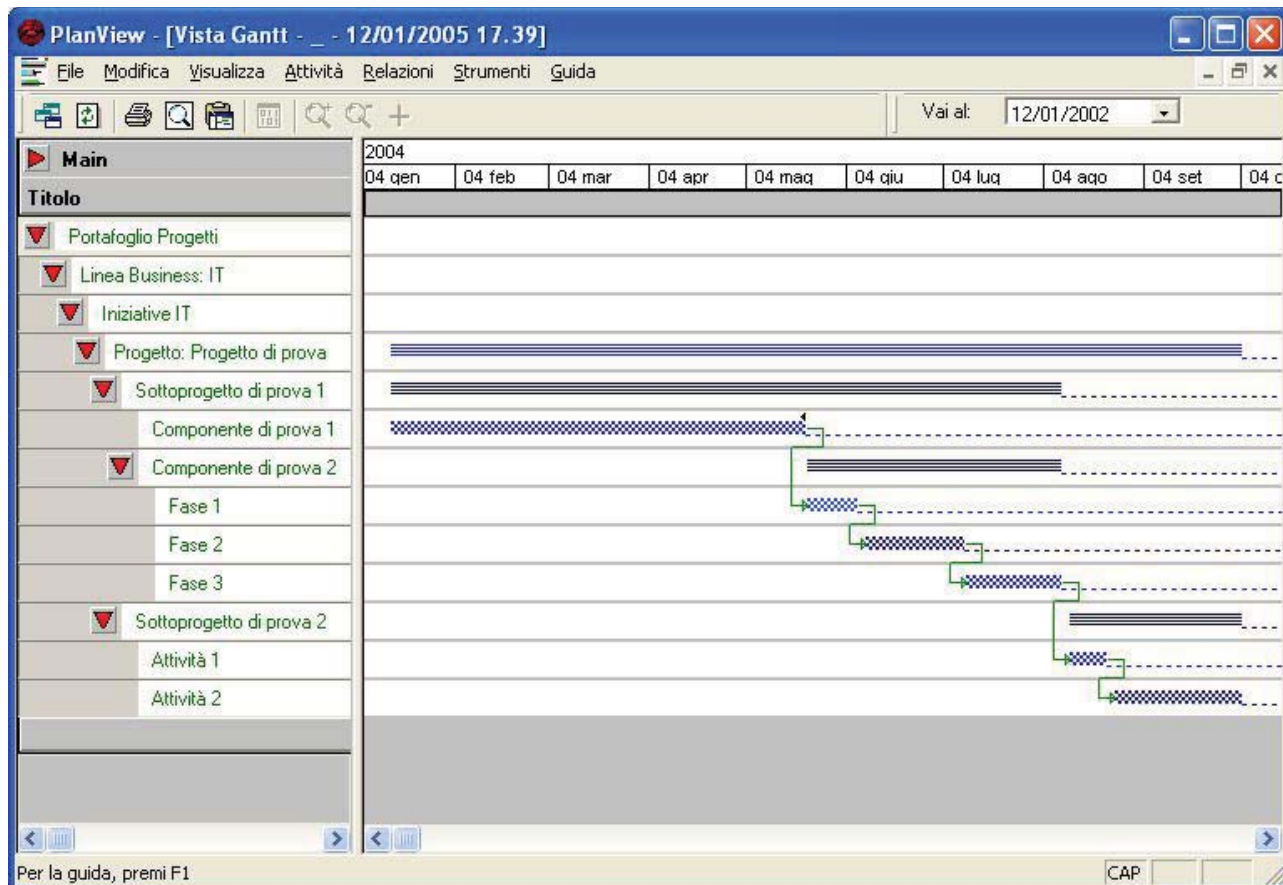 PlanView - [Vista Gantt - _ - 12/01/2005 17.39]
File Modifica Visualizza Attività Relazioni Strumenti Guida
Vai al: 12/01/2002
Main
2004
04 gen 04 feb 04 mar 04 apr 04 mag 04 giu 04 lug 04 ago 04 set 04
Titolo
Portafoglio Progetti
Linea Business: IT
Iniziative IT
Progetto: Progetto di prova
Sottoprogetto di prova 1
Componente di prova 1
Componente di prova 2
Fase 1
Fase 2
Fase 3
Sottoprogetto di prova 2
Attività 1
Attività 2
Per la guida, premi F1
CAP